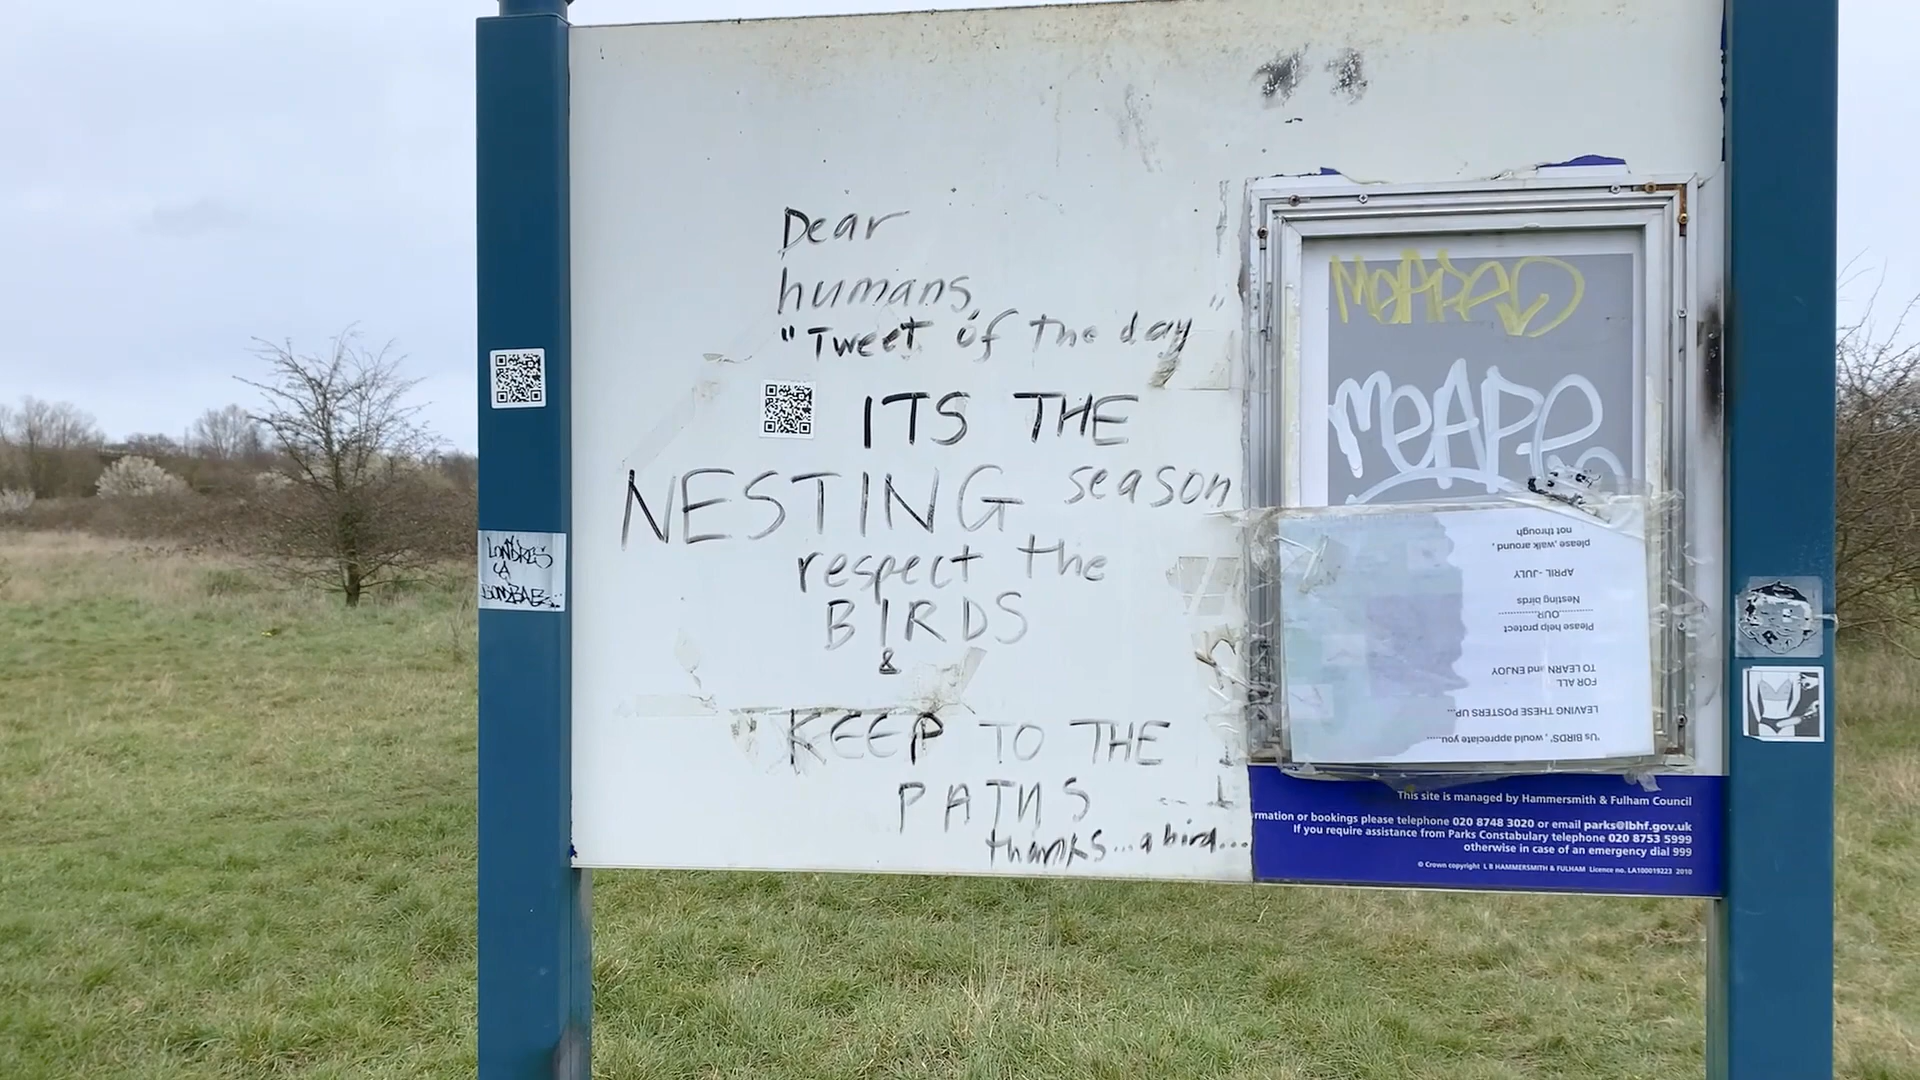 Dear
humans,
"Tweet of the day"
ITS THE
NESTING season
respect the
BIRDS
&
KEEP TO THE
PATHS
thanks... a bird...
LONDRES
CA
BOMBAE...
MEAPE
'Us BIRDS', would appreciate you.....
LEAVING THESE POSTERS UP...
FOR ALL
TO LEARN and ENJOY
Please help protect
............OUR............
Nesting birds
APRIL - JULY
please, walk around,
not through
This site is managed by Hammersmith & Fulham Council
rmation or bookings please telephone 020 8748 3020 or email parks@lbhf.gov.uk
If you require assistance from Parks Constabulary telephone 020 8753 5999
otherwise in case of an emergency dial 999
© Crown copyright L B HAMMERSMITH & FULHAM Licence no. LA100019223 2010